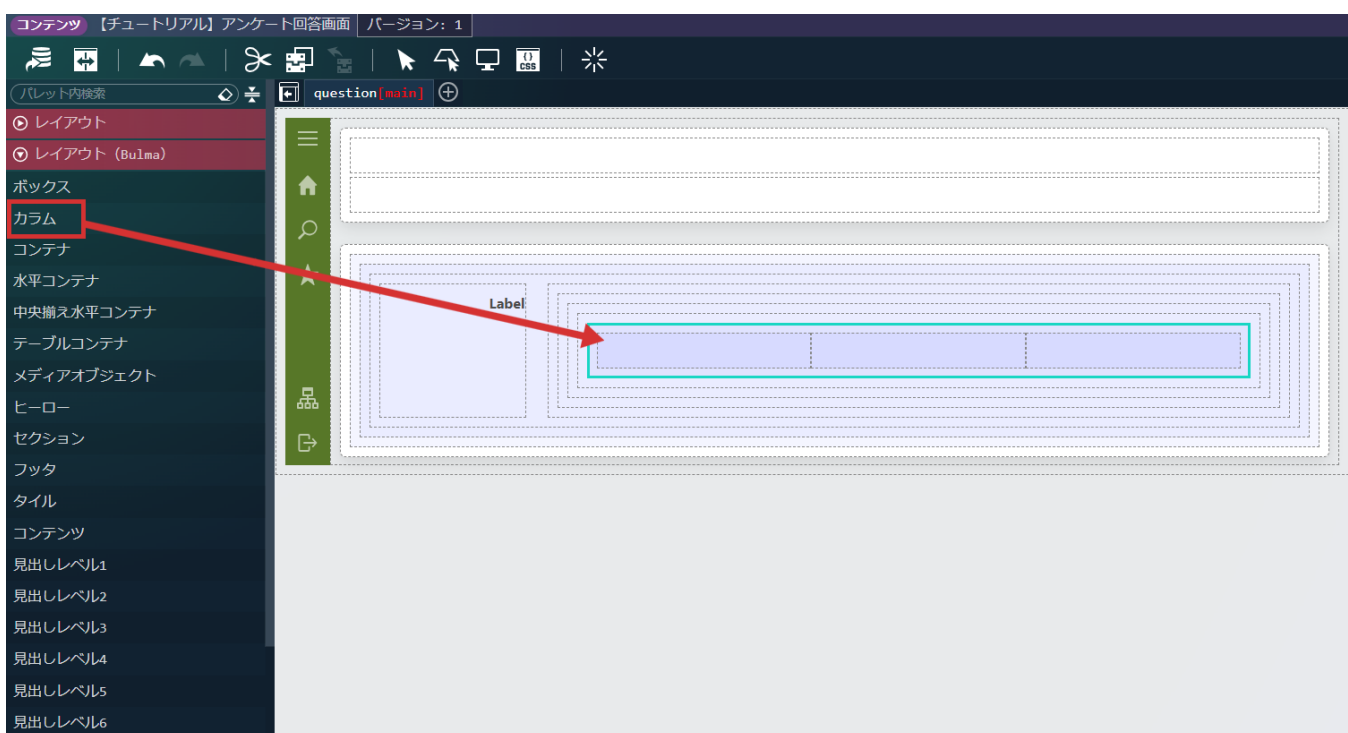 コンテンツ 【チュートリアル】アンケート回答画面 バージョン: 1
{} CSS
パレット内検索
question[main]
レイアウト
レイアウト (Bulma)
ボックス
カラム
コンテナ
水平コンテナ
中央揃え水平コンテナ
テーブルコンテナ
メディアオブジェクト
ヒーロー
セクション
フッタ
タイル
コンテンツ
見出しレベル1
見出しレベル2
見出しレベル3
見出しレベル4
見出しレベル5
見出しレベル6
Label